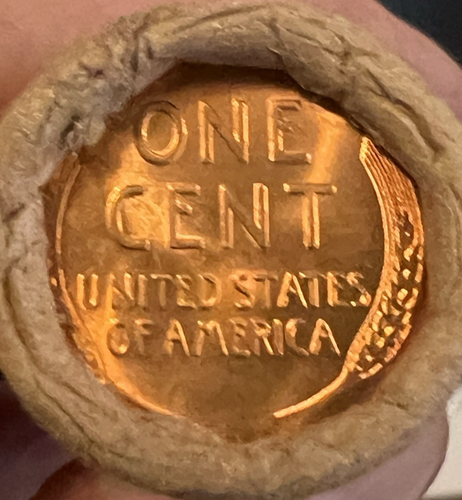 ONE
CENT
UNITED STATES
OF AMERICA